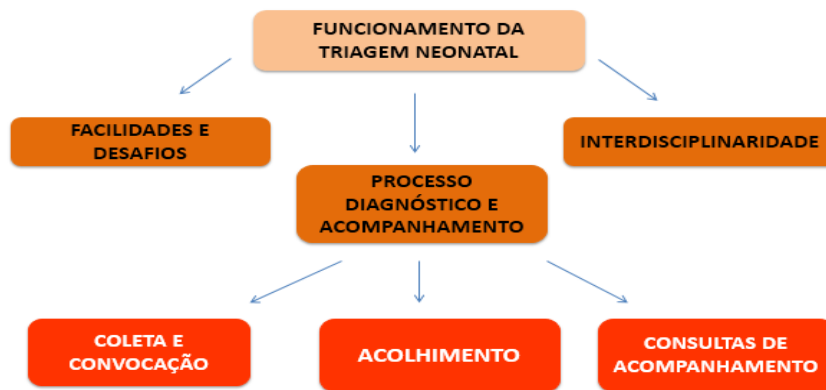 FUNCIONAMENTO DA
TRIAGEM NEONATAL
FACILIDADES E
DESAFIOS
INTERDISCIPLINARIDADE
PROCESSO
DIAGNÓSTICO E
ACOMPANHAMENTO
COLETA E
CONVOCAÇÃO
ACOLHIMENTO
CONSULTAS DE
ACOMPANHAMENTO